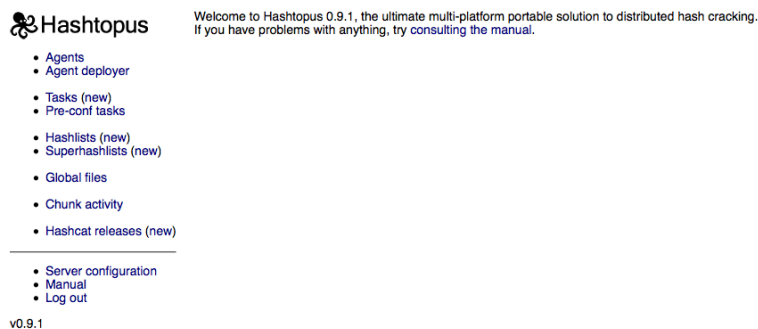 Hashtopus
Welcome to Hashtopus 0.9.1, the ultimate multi-platform portable solution to distributed hash cracking.
If you have problems with anything, try consulting the manual.
Agents
Agent deployer
Tasks (new)
Pre-conf tasks
Hashlists (new)
Superhashlists (new)
Global files
Chunk activity
Hashcat releases (new)
Server configuration
Manual
Log out
v0.9.1